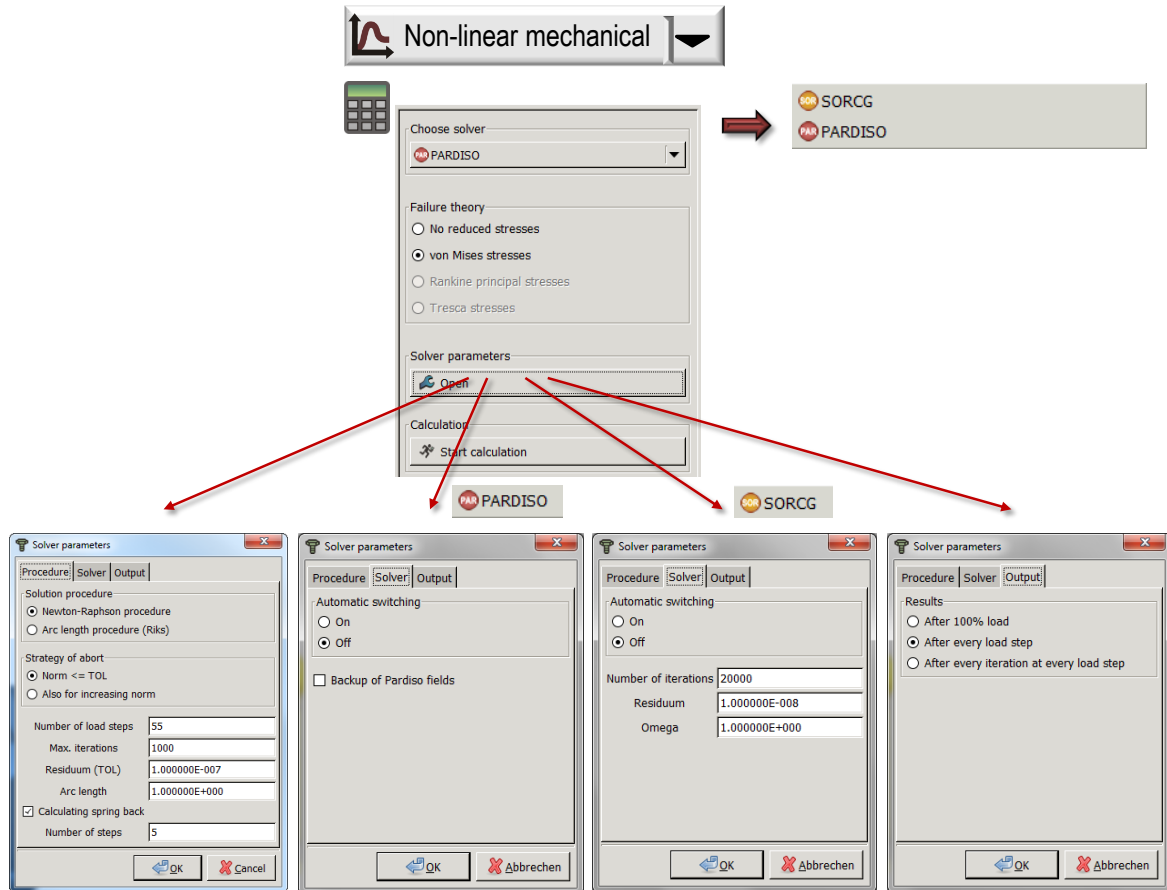 Non-linear mechanical
SOR SORCG
PAR PARDISO
Choose solver
PAR PARDISO
Failure theory
No reduced stresses
von Mises stresses
Rankine principal stresses
Tresca stresses
Solver parameters
Open
Calculation
Start calculation
PAR PARDISO
SOR SORCG
Solver parameters
Procedure Solver Output
Solution procedure
Newton-Raphson procedure
Arc length procedure (Riks)
Strategy of abort
Norm <= TOL
Also for increasing norm
Number of load steps 55
Max. iterations 1000
Residuum (TOL) 1.000000E-007
Arc length 1.000000E+000
Calculating spring back
Number of steps 5
OK Cancel
Solver parameters
Procedure Solver Output
Automatic switching
On
Off
Backup of Pardiso fields
OK Abbrechen
Solver parameters
Procedure Solver Output
Automatic switching
On
Off
Number of iterations 20000
Residuum 1.000000E-008
Omega 1.000000E+000
OK Abbrechen
Solver parameters
Procedure Solver Output
Results
After 100% load
After every load step
After every iteration at every load step
OK Abbrechen